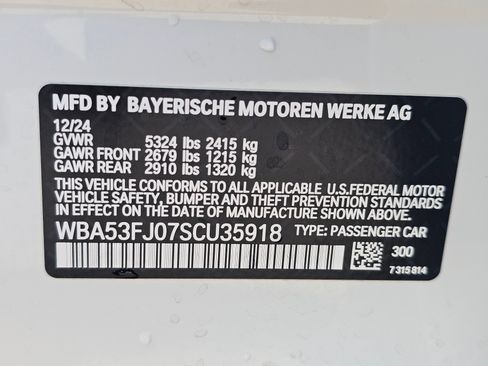 MFD BY BAYERISCHE MOTOREN WERKE AG
12/24
GVWR 5324 lbs 2415 kg
GAWR FRONT 2679 lbs 1215 kg
GAWR REAR 2910 lbs 1320 kg
THIS VEHICLE CONFORMS TO ALL APPLICABLE U.S.FEDERAL MOTOR
VEHICLE SAFETY, BUMPER AND THEFT PREVENTION STANDARDS
IN EFFECT ON THE DATE OF MANUFACTURE SHOWN ABOVE.
WBA53FJ07SCU35918 TYPE: PASSENGER CAR
300
7 315 814